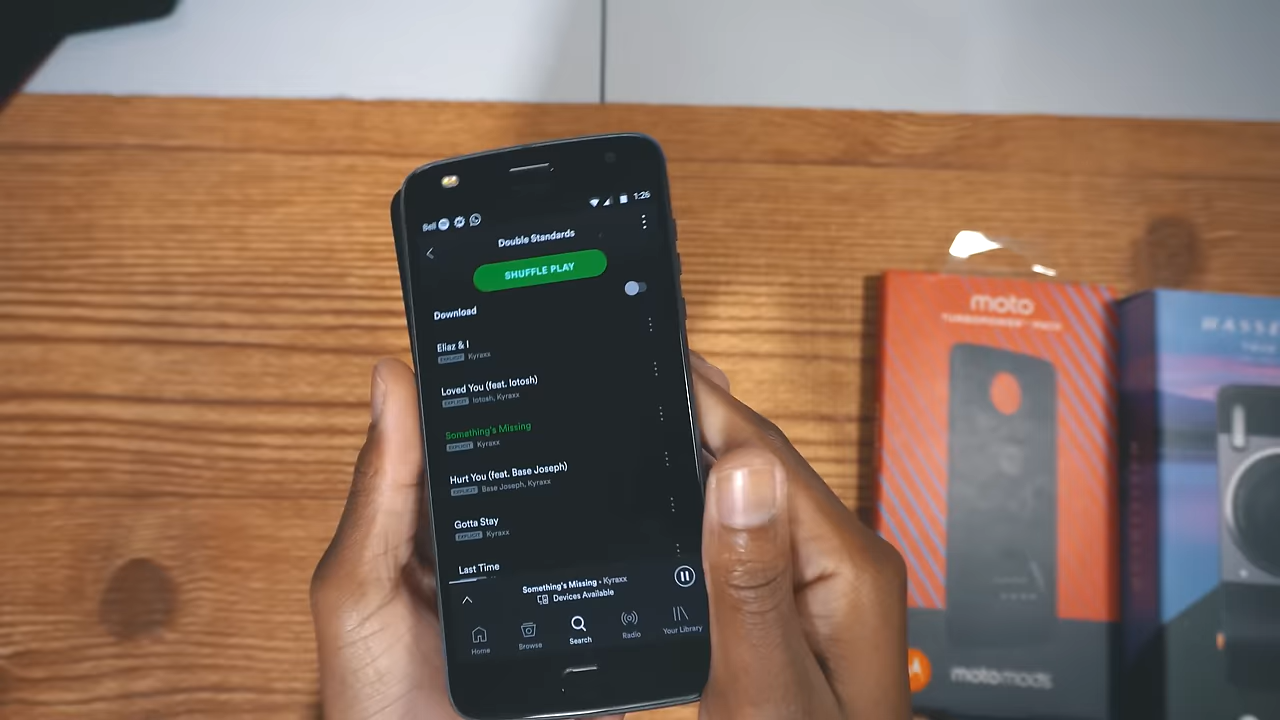 Bell
1:26
Double Standards
SHUFFLE PLAY
Download
Eliaz & I
EXPLICIT Kyraxx
Loved You (feat. Iotosh)
EXPLICIT Iotosh, Kyraxx
Something's Missing
EXPLICIT Kyraxx
Hurt You (feat. Base Joseph)
EXPLICIT Base Joseph, Kyraxx
Gotta Stay
EXPLICIT Kyraxx
Last Time
Something's Missing • Kyraxx
Devices Available
Home
Browse
Search
Radio
Your Library
moto
TURBOPOWER PACK
moto mods
HASSE